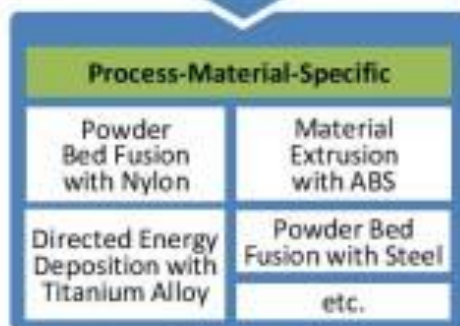 Process-Material-Specific
Powder
Bed Fusion
with Nylon
Material
Extrusion
with ABS
Directed Energy
Deposition with
Titanium Alloy
Powder Bed
Fusion with Steel
etc.